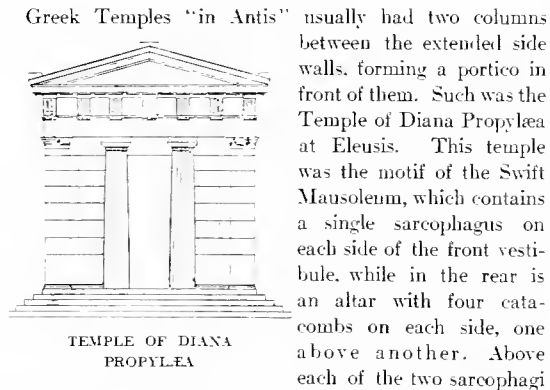 Greek Temples "in Antis" usually had two columns
between the extended side
walls, forming a portico in
front of them. Such was the
Temple of Diana Propylæa
at Eleusis. This temple
was the motif of the Swift
Mausoleum, which contains
a single sarcophagus on
each side of the front vesti-
bule, while in the rear is
an altar with four cata-
combs on each side, one
above another. Above
each of the two sarcophagi
TEMPLE OF DIANA
PROPYLÆA